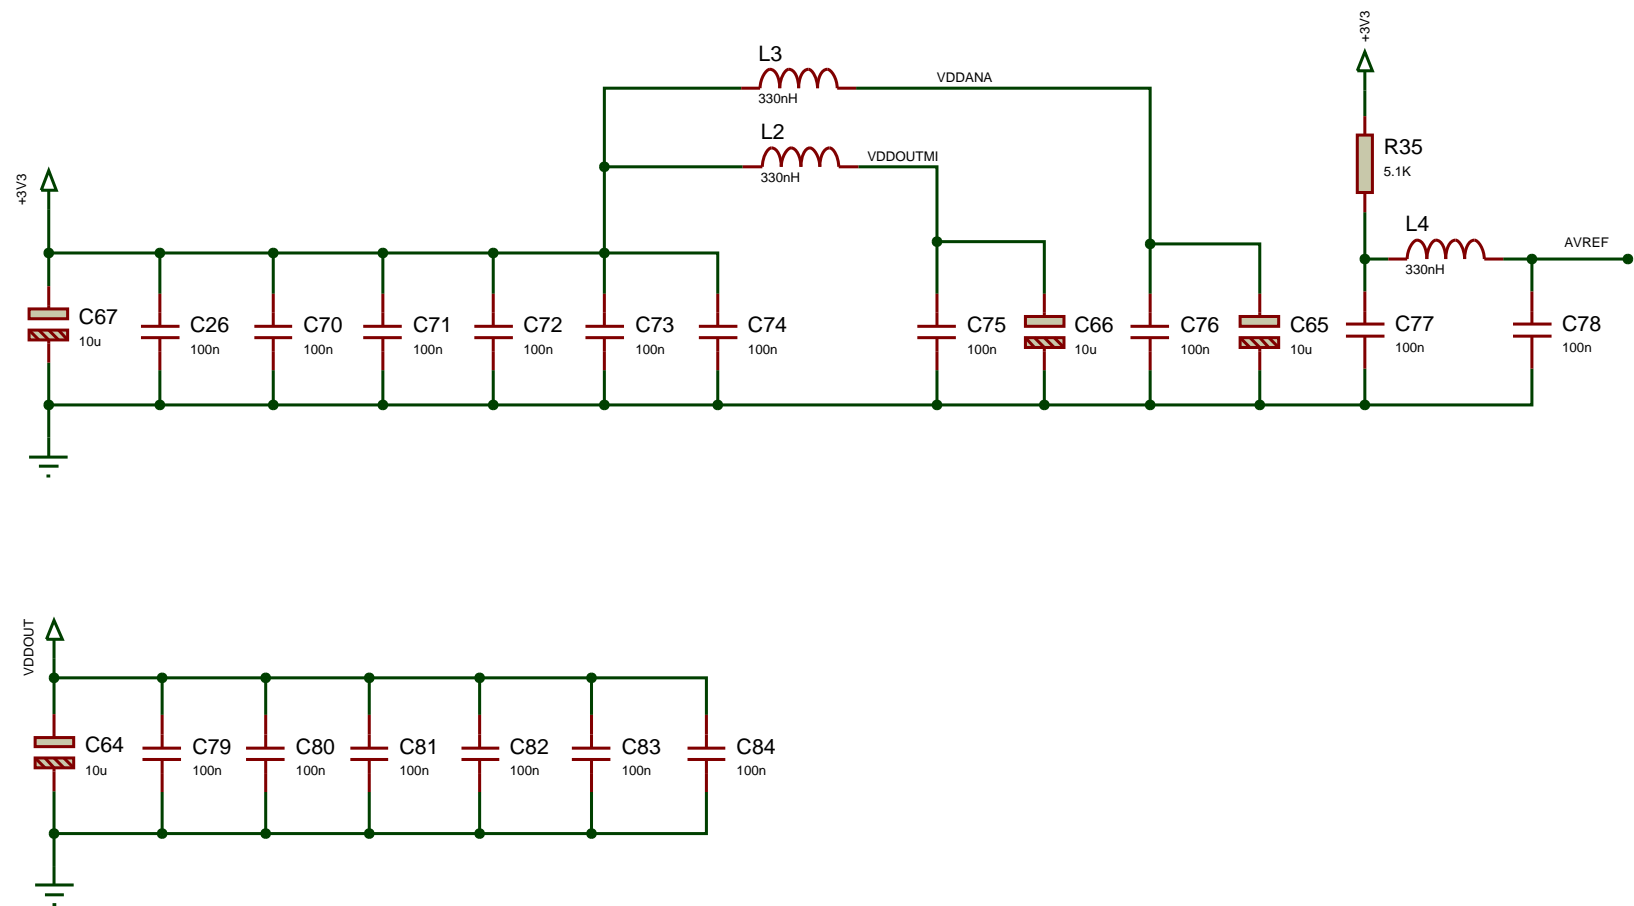 +3V3
L3
VDDANA
330nH
L2
VDDOUTMI
330nH
R35
5.1K
+3V3
L4
AVREF
330nH
C67
10u
C26
100n
C70
100n
C71
100n
C72
100n
C73
100n
C74
100n
C75
100n
C66
10u
C76
100n
C65
10u
C77
100n
C78
100n
VDDOUT
C64
10u
C79
100n
C80
100n
C81
100n
C82
100n
C83
100n
C84
100n